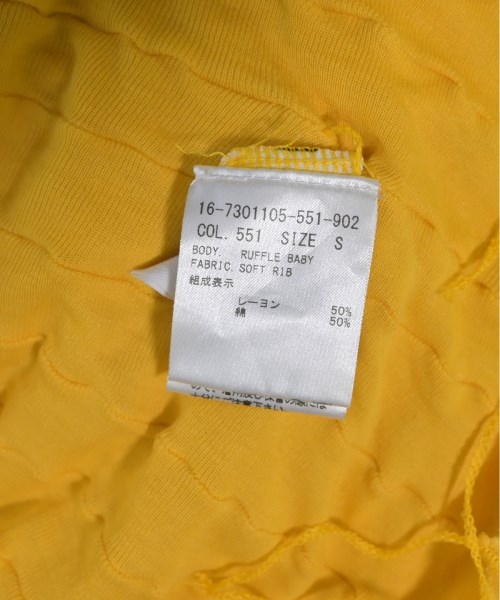 16-7301105-551-902
COL. 551 SIZE S
BODY. RUFFLE BABY
FABRIC. SOFT RIB
組成表示
レーヨン 50%
綿 50%